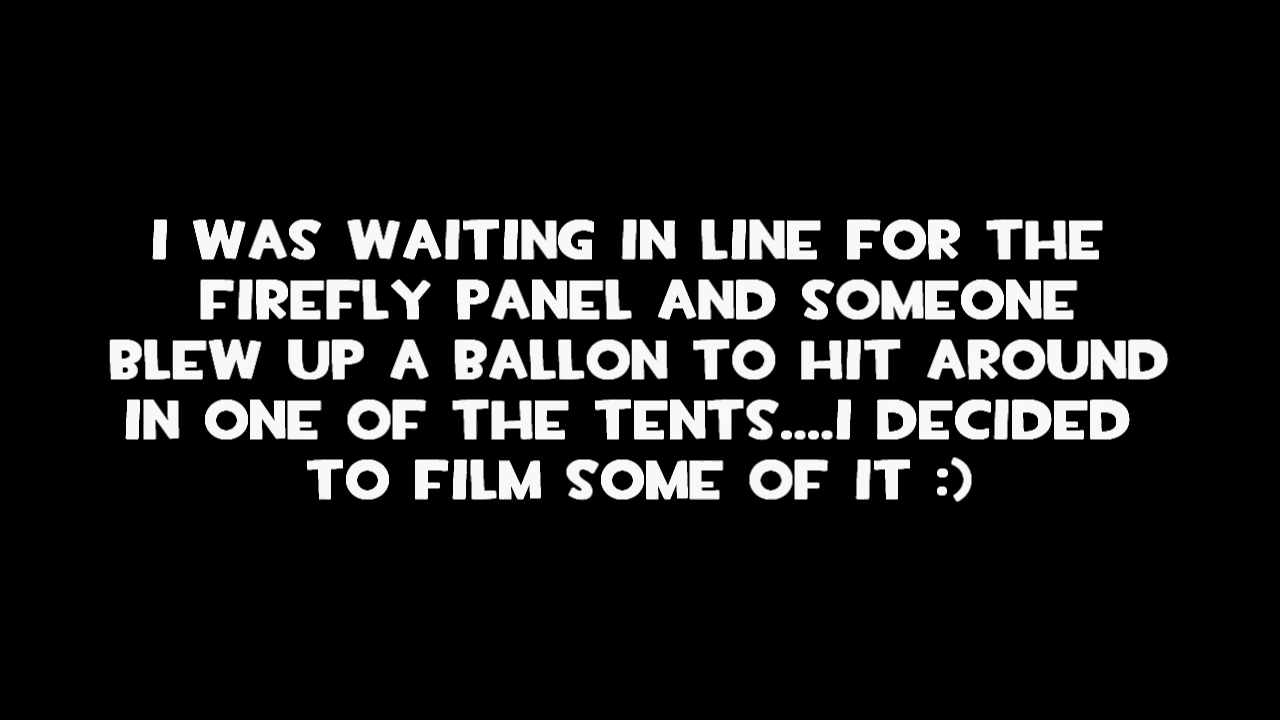 I WAS WAITING IN LINE FOR THE
FIREFLY PANEL AND SOMEONE
BLEW UP A BALLON TO HIT AROUND
IN ONE OF THE TENTS....I DECIDED
TO FILM SOME OF IT :)